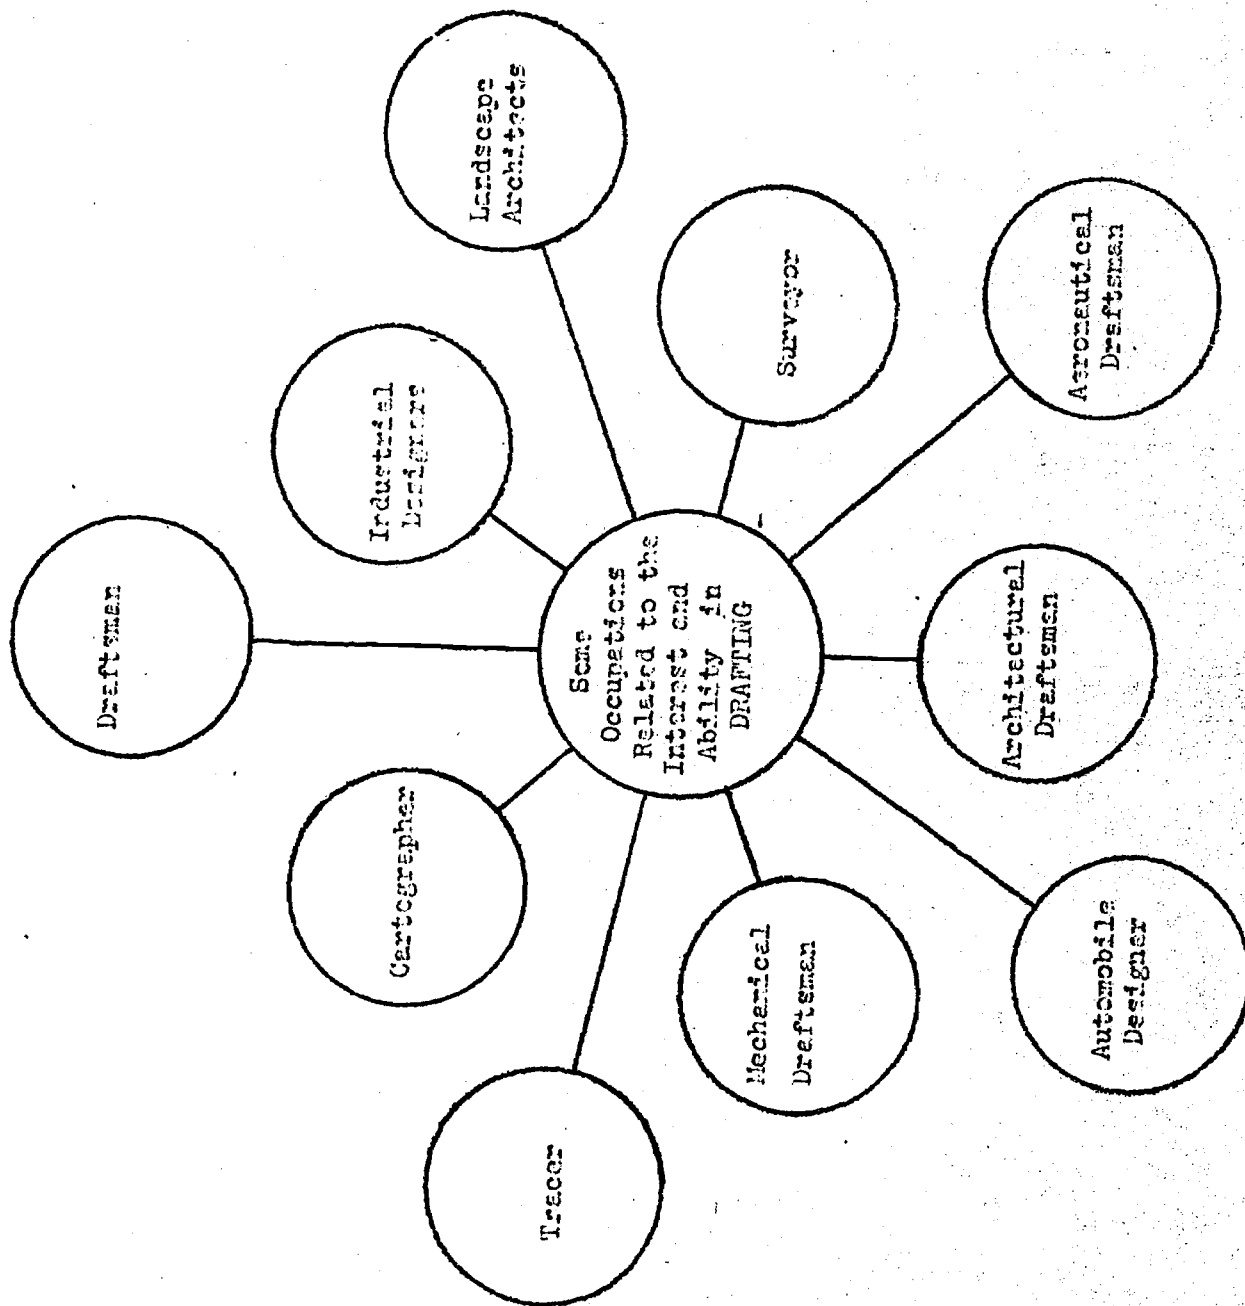 Landscape
Architects
Industrial
Designers
Surveyor
Draftsman
Aeronautical
Draftsman
Some
Occupations
Related to the
Interest and
Ability in
DRAFTING
Cartographer
Architectural
Draftsman
Mechanical
Draftsman
Tracer
Automobile
Designer